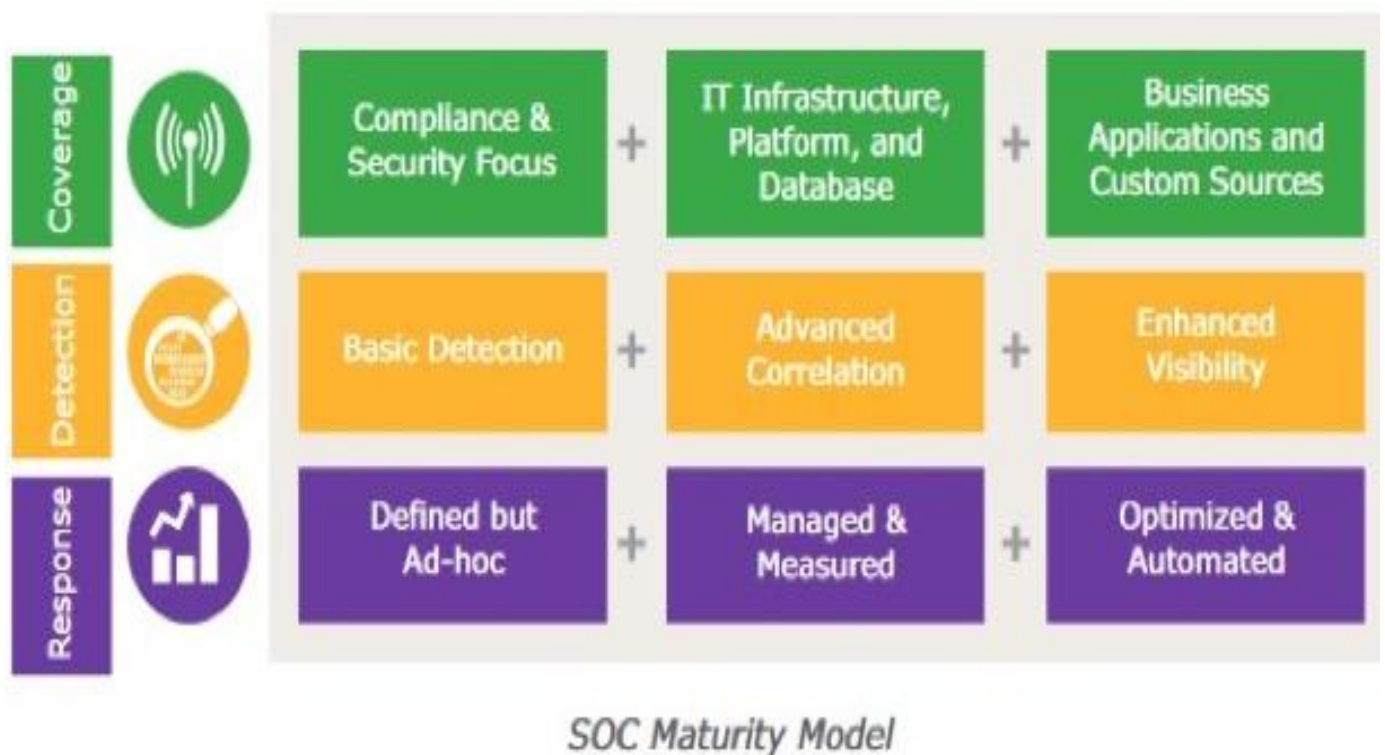 Coverage
Compliance &
Security Focus
+
IT Infrastructure,
Platform, and
Database
+
Business
Applications and
Custom Sources
Detection
Basic Detection
+
Advanced
Correlation
+
Enhanced
Visibility
Response
Defined but
Ad-hoc
+
Managed &
Measured
+
Optimized &
Automated
SOC Maturity Model